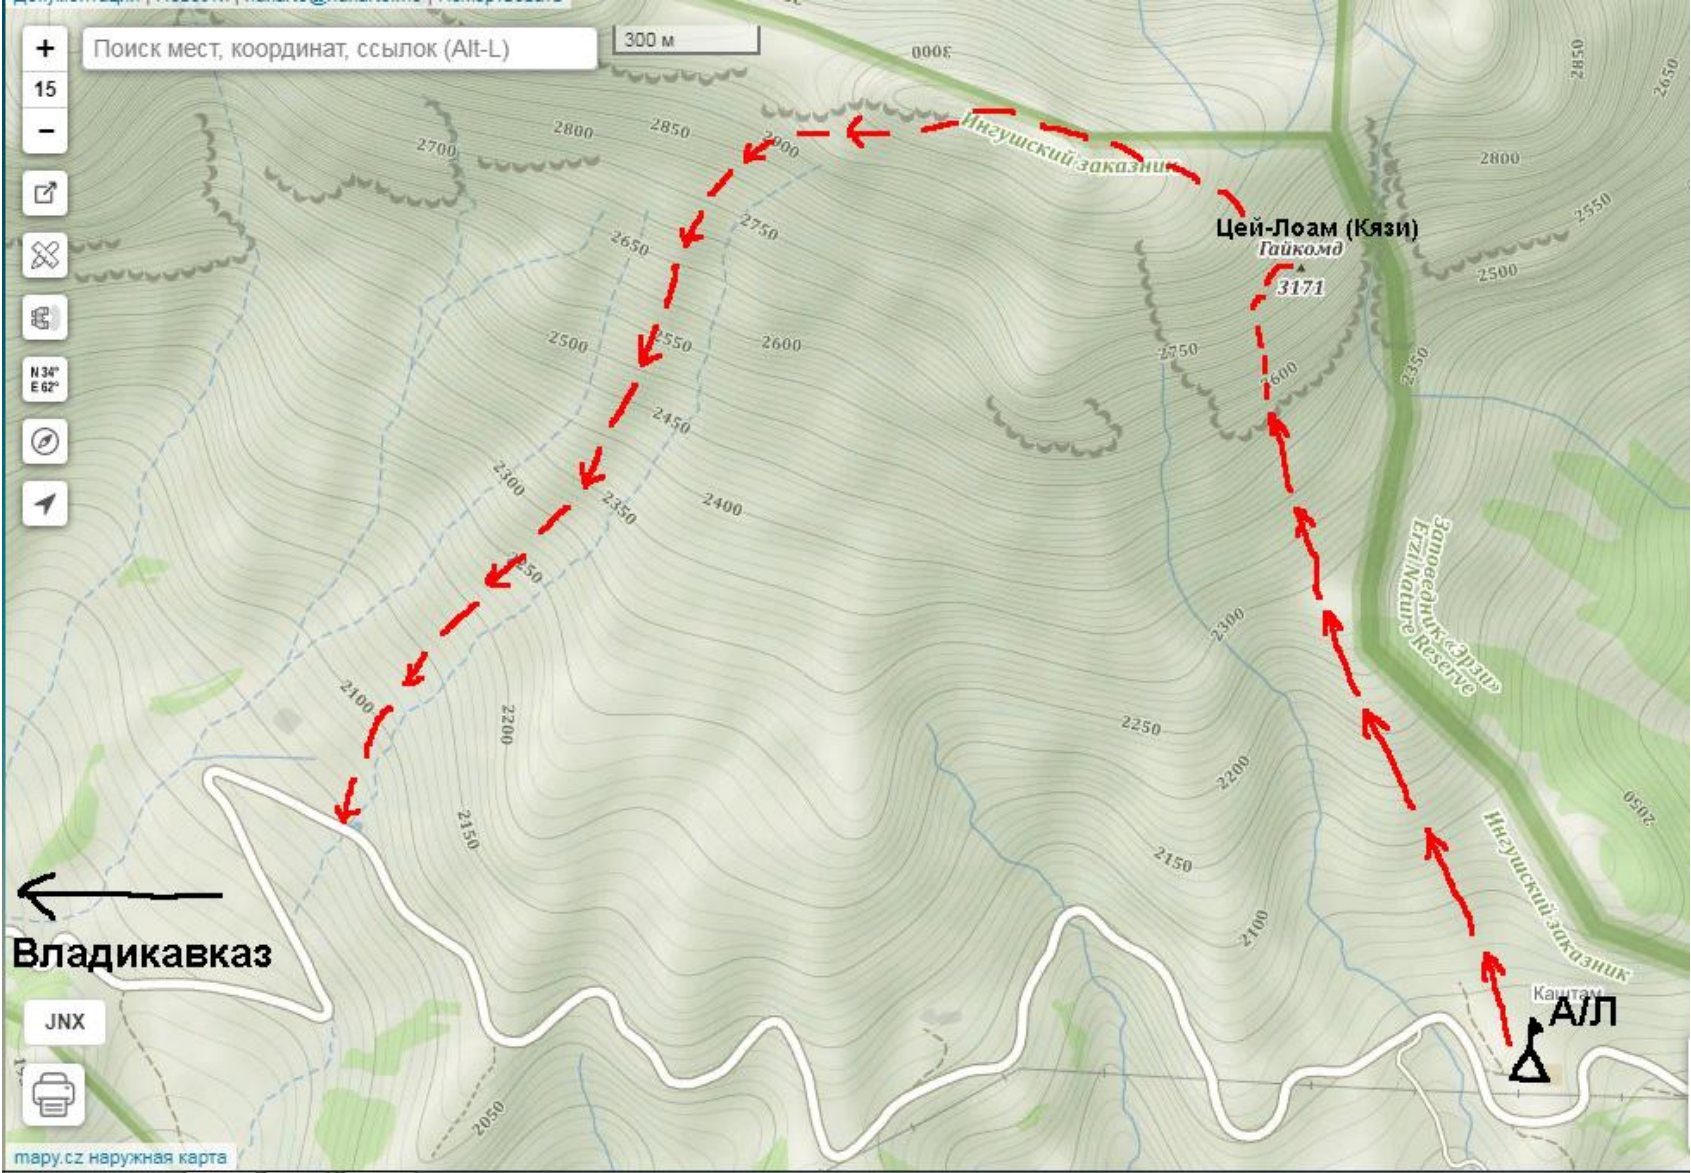 +
Поиск мест, координат, ссылок (Alt-L)
300 м
3000
2850
2650
15
−
2700
2800
2850
2900
Ингушский заказник
2800
2550
2500
2650
2750
Цей-Лоам (Кязи)
Гайкомд
3171
N 34°
E 62°
2500
2550
2600
2750
2600
2350
2450
2300
2350
2400
2250
Заповедник «Эрзи»
Erzi Nature Reserve
2300
2100
2200
2250
2200
2050
2150
2150
Ингушский заказник
2100
Владикавказ
Каштам
А/Л
JNX
2050
mapy.cz наружная карта